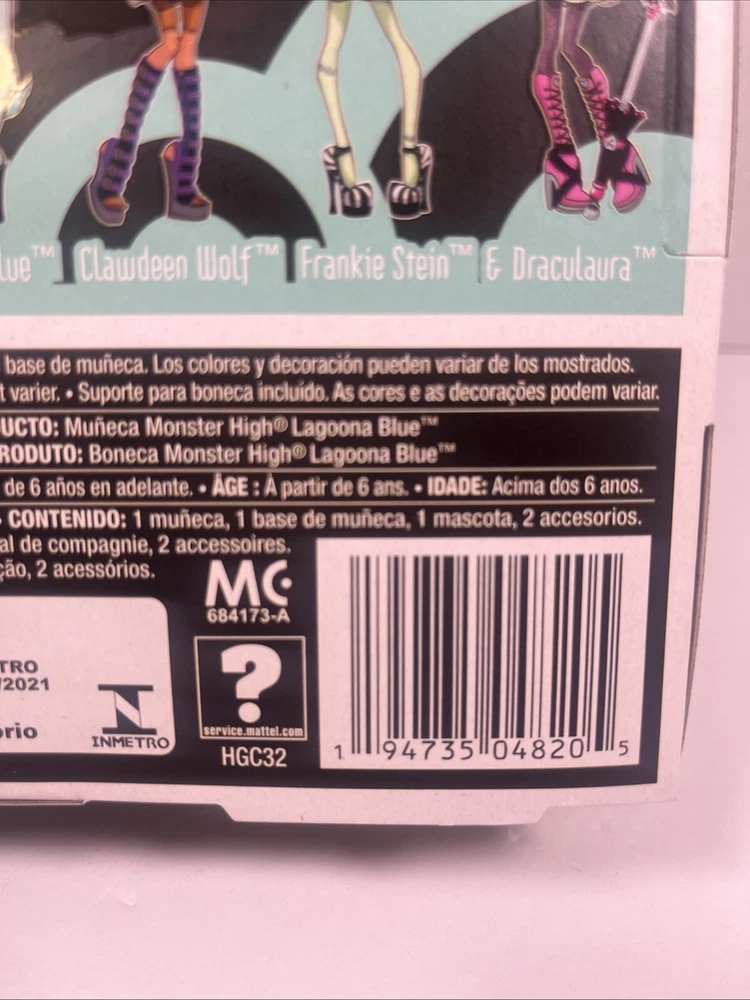 lue™ Clawdeen Wolf™ Frankie Stein™ & Draculaura™
base de muñeca. Los colores y decoración pueden variar de los mostrados.
t varier. • Suporte para boneca incluído. As cores e as decorações podem variar.
UCTO: Muñeca Monster High® Lagoona Blue™
RODUTO: Boneca Monster High® Lagoona Blue™
de 6 años en adelante. • ÂGE : À partir de 6 ans. • IDADE: Acima dos 6 anos.
• CONTENIDO: 1 muñeca, 1 base de muñeca, 1 mascota, 2 accesorios.
al de compagnie, 2 accessoires.
ção, 2 acessórios.
MC
684173-A
TRO
/2021
ório
INMETRO
?
service.mattel.com
HGC32
1 94735 04820 5